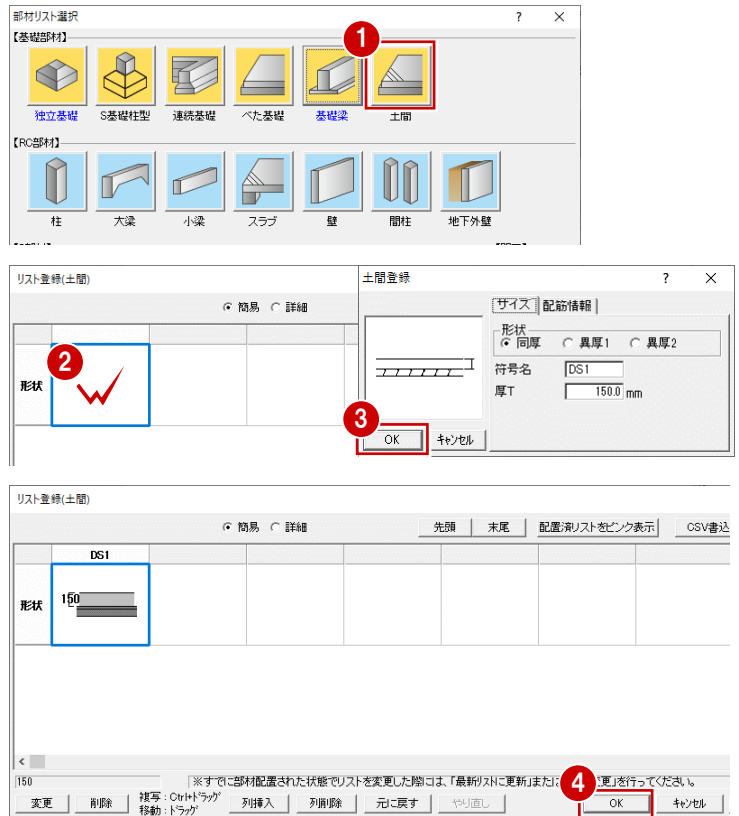 部材リスト選択 ? ×
【基礎部材】
1
独立基礎 S基礎柱型 連続基礎 べた基礎 基礎梁 土間
【RC部材】
柱 大梁 小梁 スラブ 壁 間柱 地下外壁
リスト登録(土間)
簡易 詳細
2
形状
土間登録 ? ×
サイズ 配筋情報
形状
同厚 異厚1 異厚2
符号名 DS1
厚T 150.0 mm
3
OK キャンセル
リスト登録(土間)
簡易 詳細 先頭 末尾 配置済リストをピンク表示 CSV書込
DS1
形状 150
<
150 ※すでに部材配置された状態でリストを変更した際には、「最新リストに更新」また 更」を行ってください。
4
変更 削除 複写:Ctrl+ドラッグ 列挿入 列削除 元に戻す やり直し OK キャンセル
移動:ドラッグ